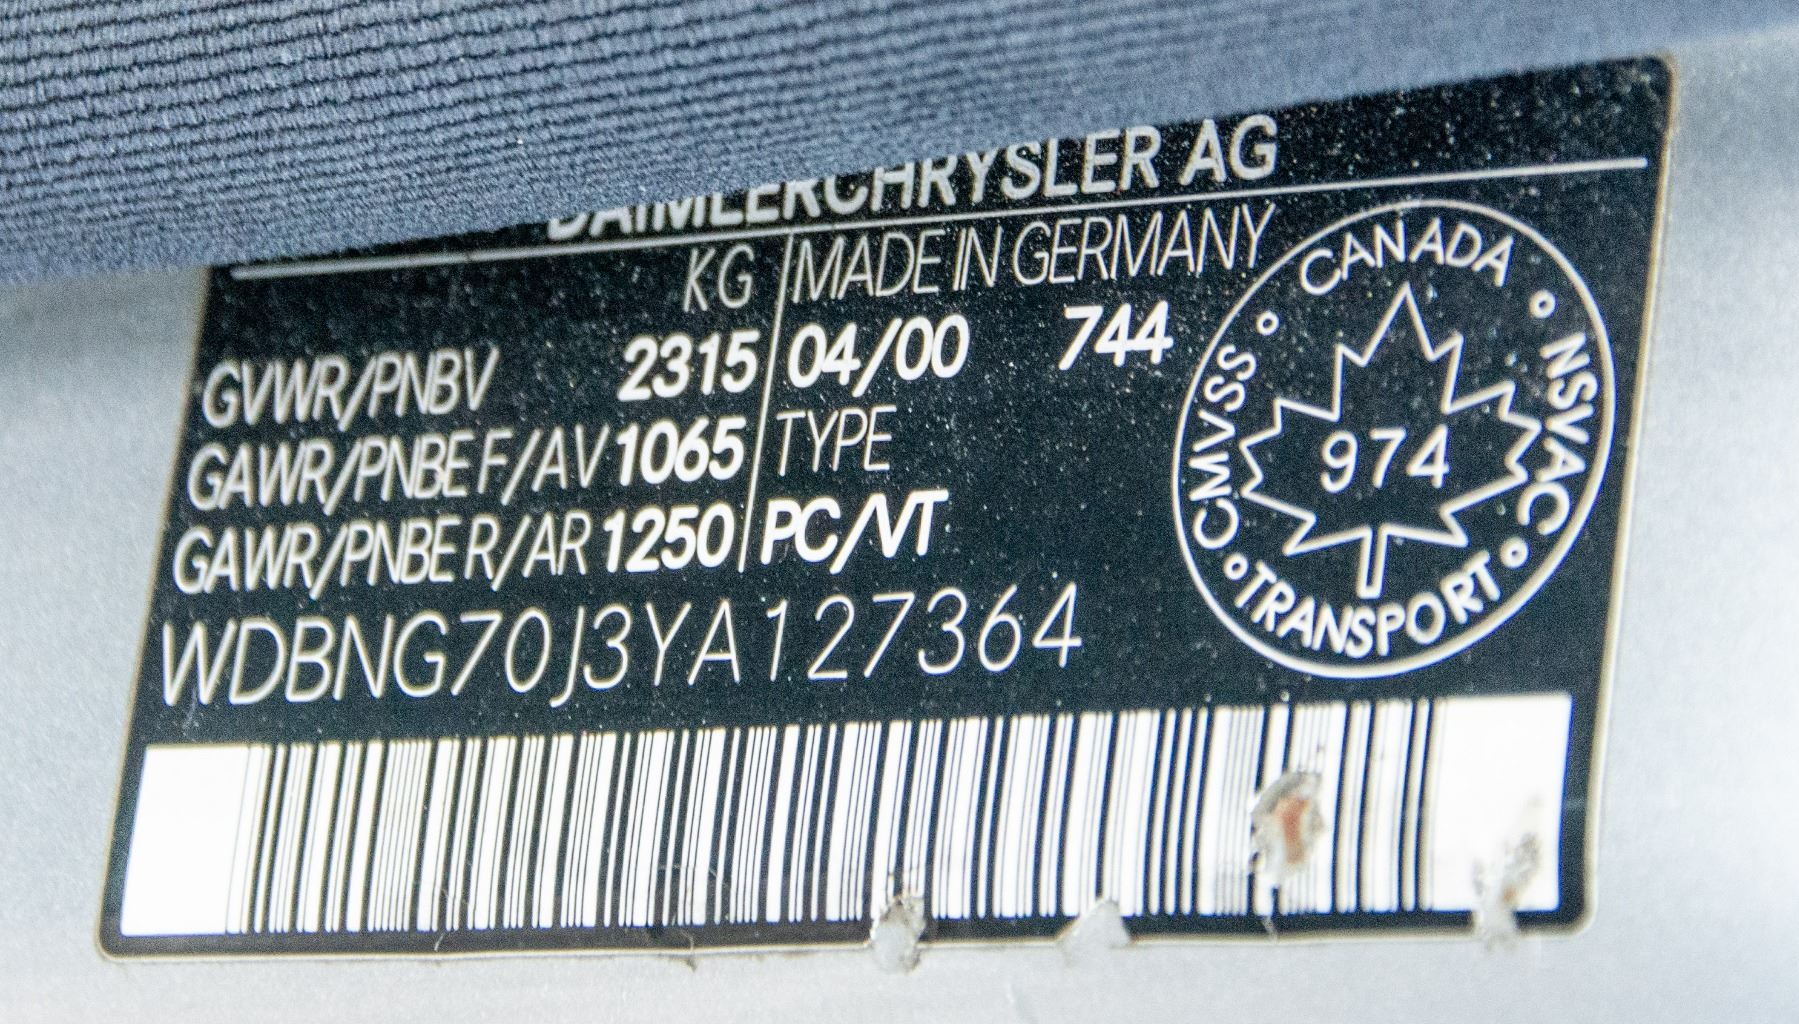 DAIMLERCHRYSLER AG
KG MADE IN GERMANY
GVWR/PNBV 2315 04/00 744
GAWR/PNBE F/AV 1065 TYPE
GAWR/PNBE R/AR 1250 PC/VT
WDBNG70J3YA127364
CANADA
NSVAC
TRANSPORT
CMVSS
974